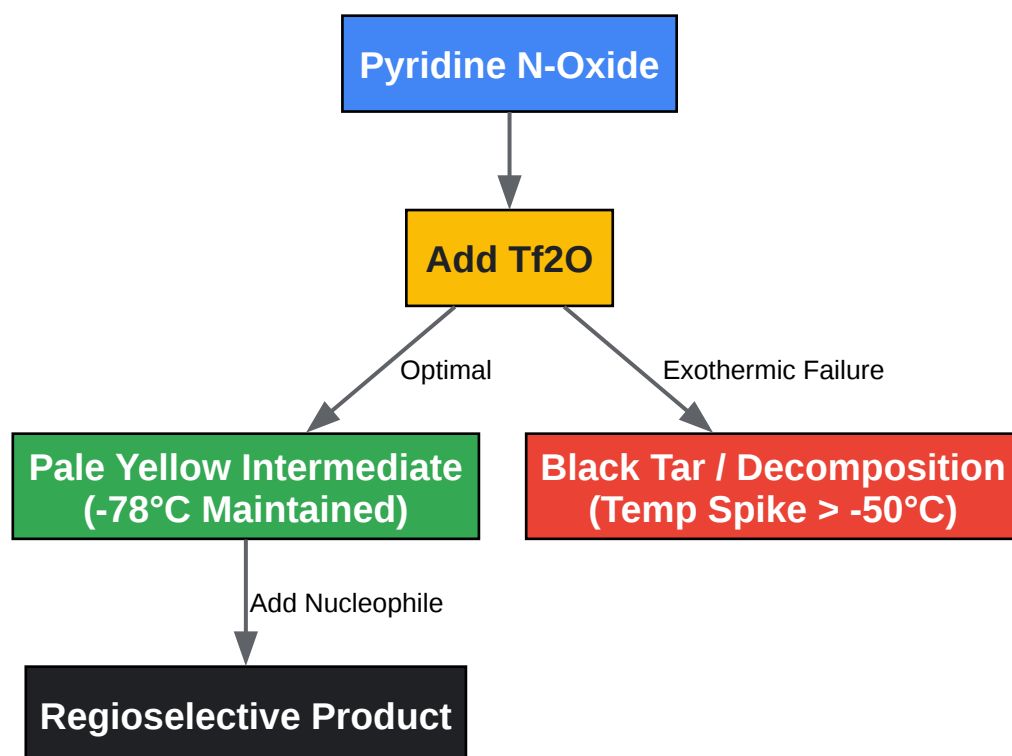 Pyridine N-Oxide
Add Tf2O
Optimal
Exothermic Failure
Pale Yellow Intermediate
(-78°C Maintained)
Black Tar / Decomposition
(Temp Spike > -50°C)
Add Nucleophile
Regioselective Product